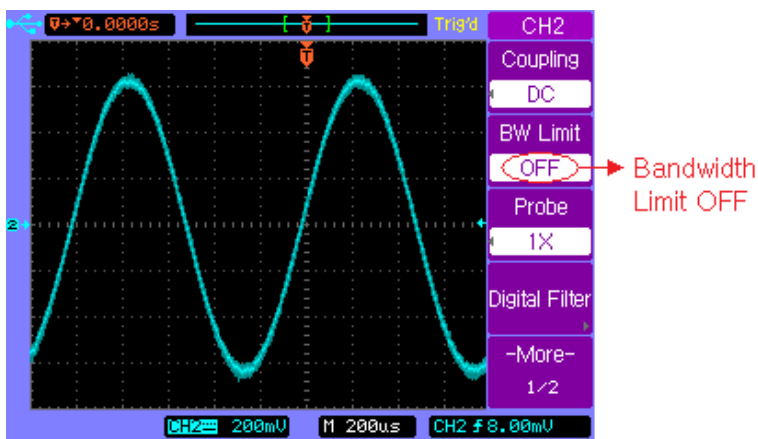 0.0000s
T
Trig'd
CH2
T
Coupling
DC
BW Limit
OFF
Bandwidth
Limit OFF
Probe
2
1X
Digital Filter
-More-
1/2
CH2 200mV
M 200us
CH2 8.00mV